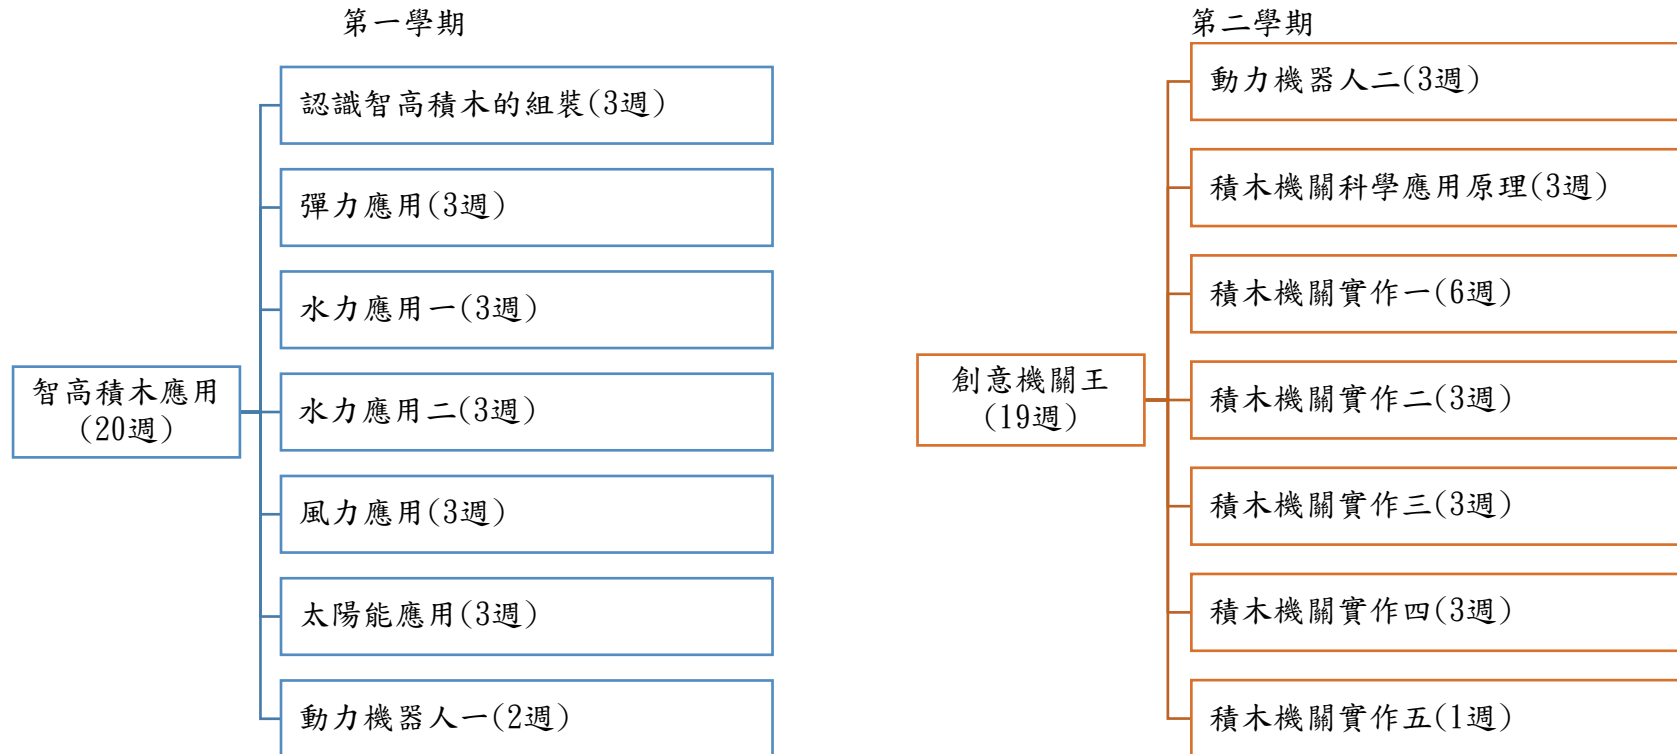 第一學期
認識智高積木的組裝(3週)
彈力應用(3週)
水力應用一(3週)
智高積木應用
(20週)
水力應用二(3週)
風力應用(3週)
太陽能應用(3週)
動力機器人一(2週)
第二學期
動力機器人二(3週)
積木機關科學應用原理(3週)
積木機關實作一(6週)
創意機關王
(19週)
積木機關實作二(3週)
積木機關實作三(3週)
積木機關實作四(3週)
積木機關實作五(1週)